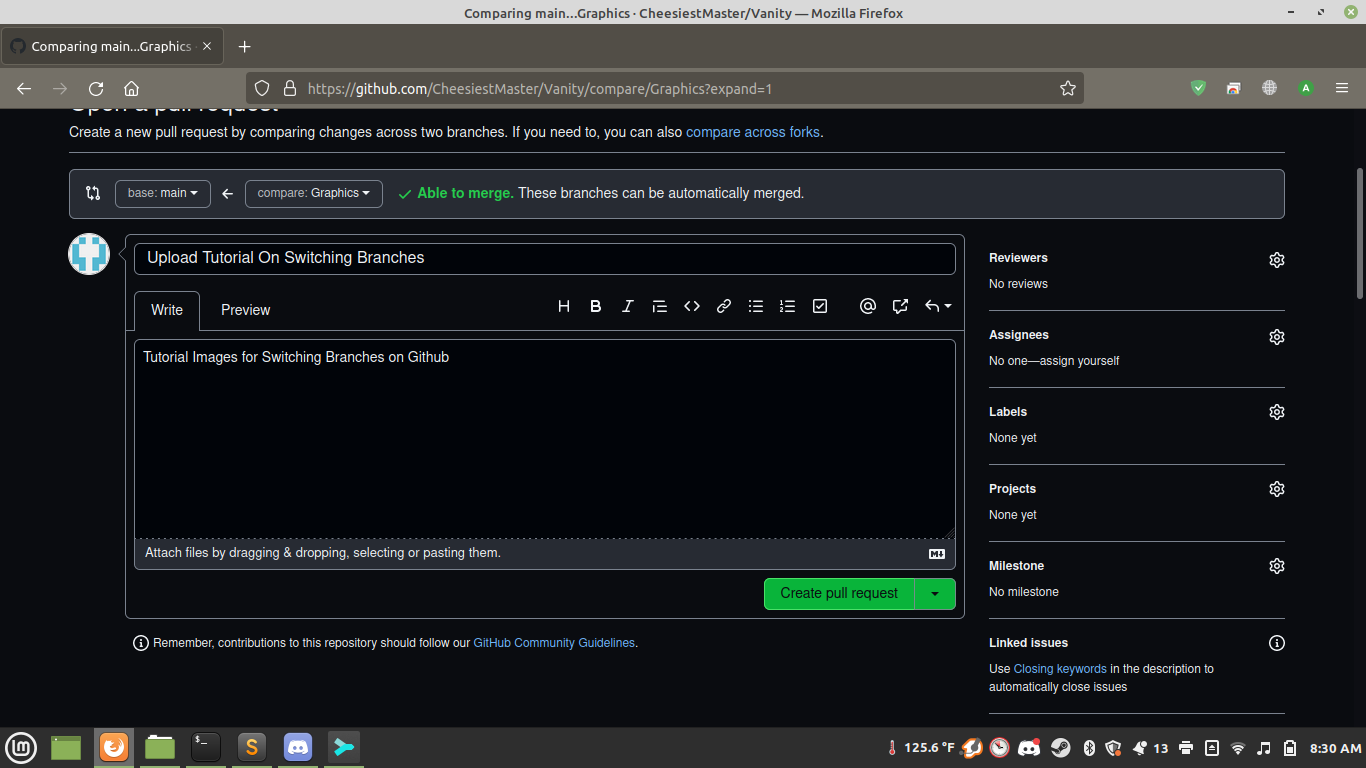 Comparing main...Graphics · CheesiestMaster/Vanity — Mozilla Firefox
Comparing main...Graphics
https://github.com/CheesiestMaster/Vanity/compare/Graphics?expand=1
A
Open a pull request
Create a new pull request by comparing changes across two branches. If you need to, you can also compare across forks.
base: main
compare: Graphics
Able to merge. These branches can be automatically merged.
Upload Tutorial On Switching Branches
Write
Preview
H B I
Tutorial Images for Switching Branches on Github
Attach files by dragging & dropping, selecting or pasting them.
Create pull request
Remember, contributions to this repository should follow our GitHub Community Guidelines.
Reviewers
No reviews
Assignees
No one—assign yourself
Labels
None yet
Projects
None yet
Milestone
No milestone
Linked issues
Use Closing keywords in the description to
automatically close issues
$_
S
125.6 °F
13
8:30 AM